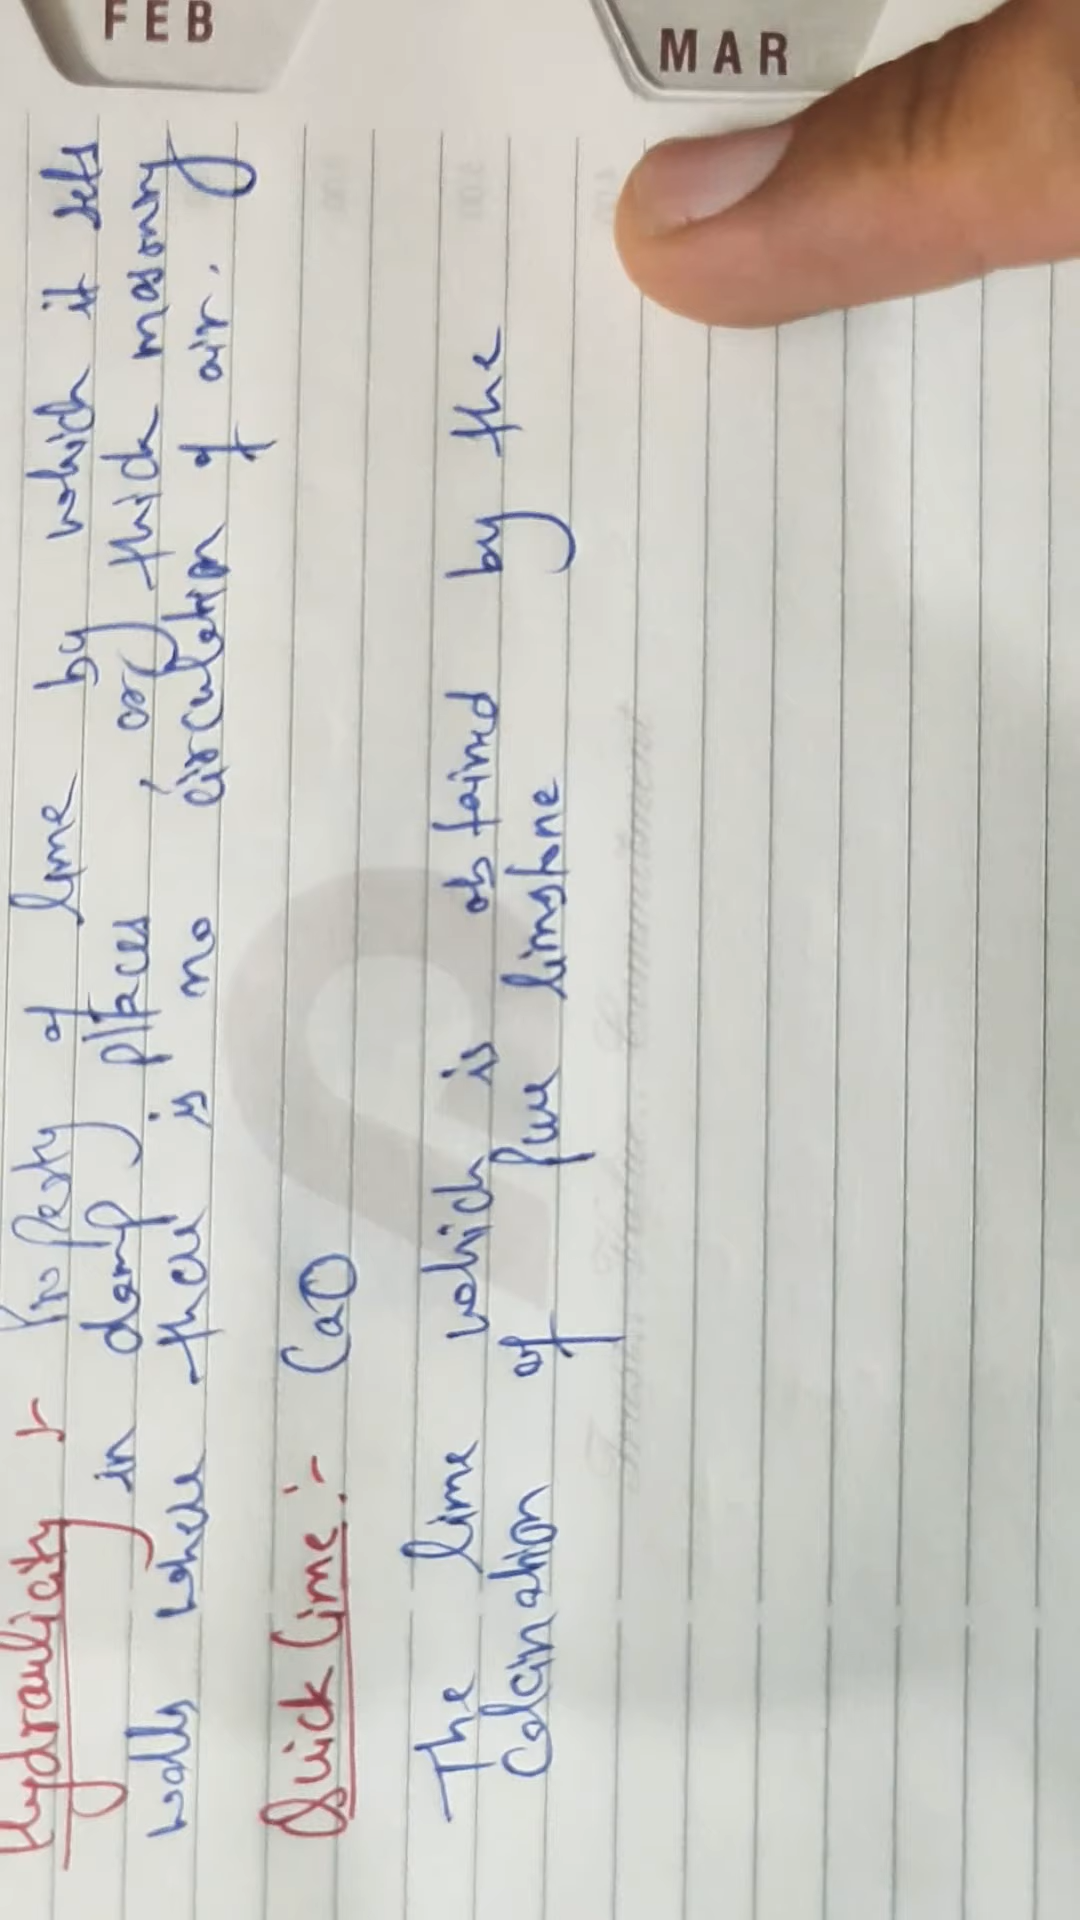 FEB
MAR
Hydraulicity :- Property of lime by which it sets
in damp places or thick masonry
walls where there is no circulation of air.
Quick lime :- CaO
The lime which is obtained by the
Calcination of pure limstone